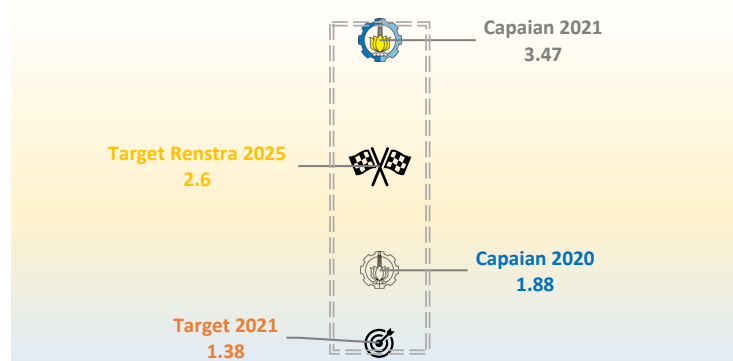 Capaian 2021
3.47
Target Renstra 2025
2.6
Capaian 2020
1.88
Target 2021
1.38